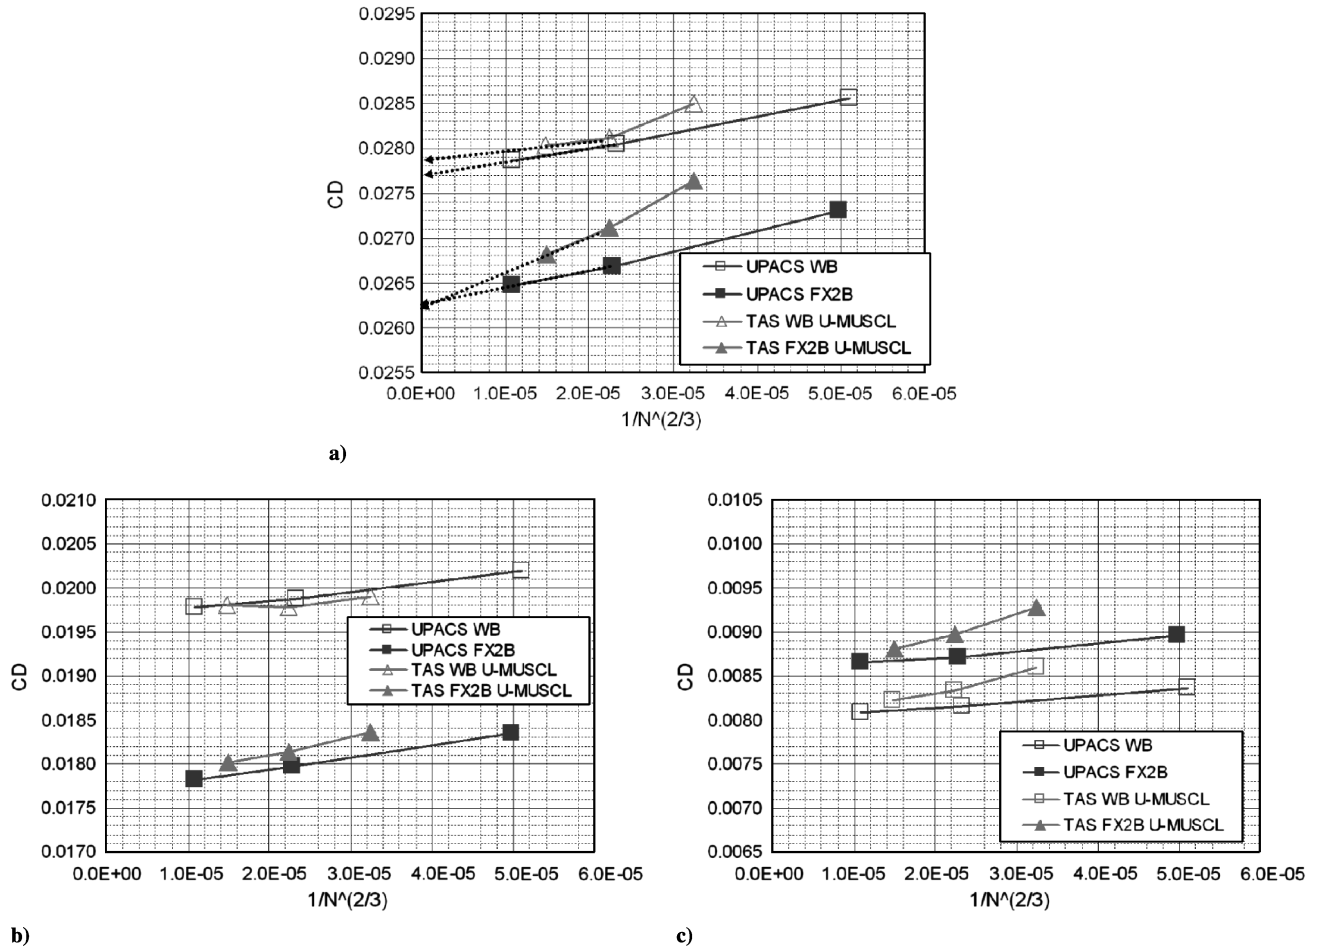 0.0295
0.0290
0.0285
0.0280
0.0275
0.0270
0.0265
0.0260
0.0255
CD
0.0E+00 1.0E-05 2.0E-05 3.0E-05 4.0E-05 5.0E-05 6.0E-05
1/N^(2/3)
UPACS WB
UPACS FX2B
TAS WB U-MUSCL
TAS FX2B U-MUSCL
a)
0.0210
0.0205
0.0200
0.0195
0.0190
0.0185
0.0180
0.0175
0.0170
CD
0.0E+00 1.0E-05 2.0E-05 3.0E-05 4.0E-05 5.0E-05 6.0E-05
1/N^(2/3)
UPACS WB
UPACS FX2B
TAS WB U-MUSCL
TAS FX2B U-MUSCL
b)
0.0105
0.0100
0.0095
0.0090
0.0085
0.0080
0.0075
0.0070
0.0065
CD
0.0E+00 1.0E-05 2.0E-05 3.0E-05 4.0E-05 5.0E-05 6.0E-05
1/N^(2/3)
UPACS WB
UPACS FX2B
TAS WB U-MUSCL
TAS FX2B U-MUSCL
c)